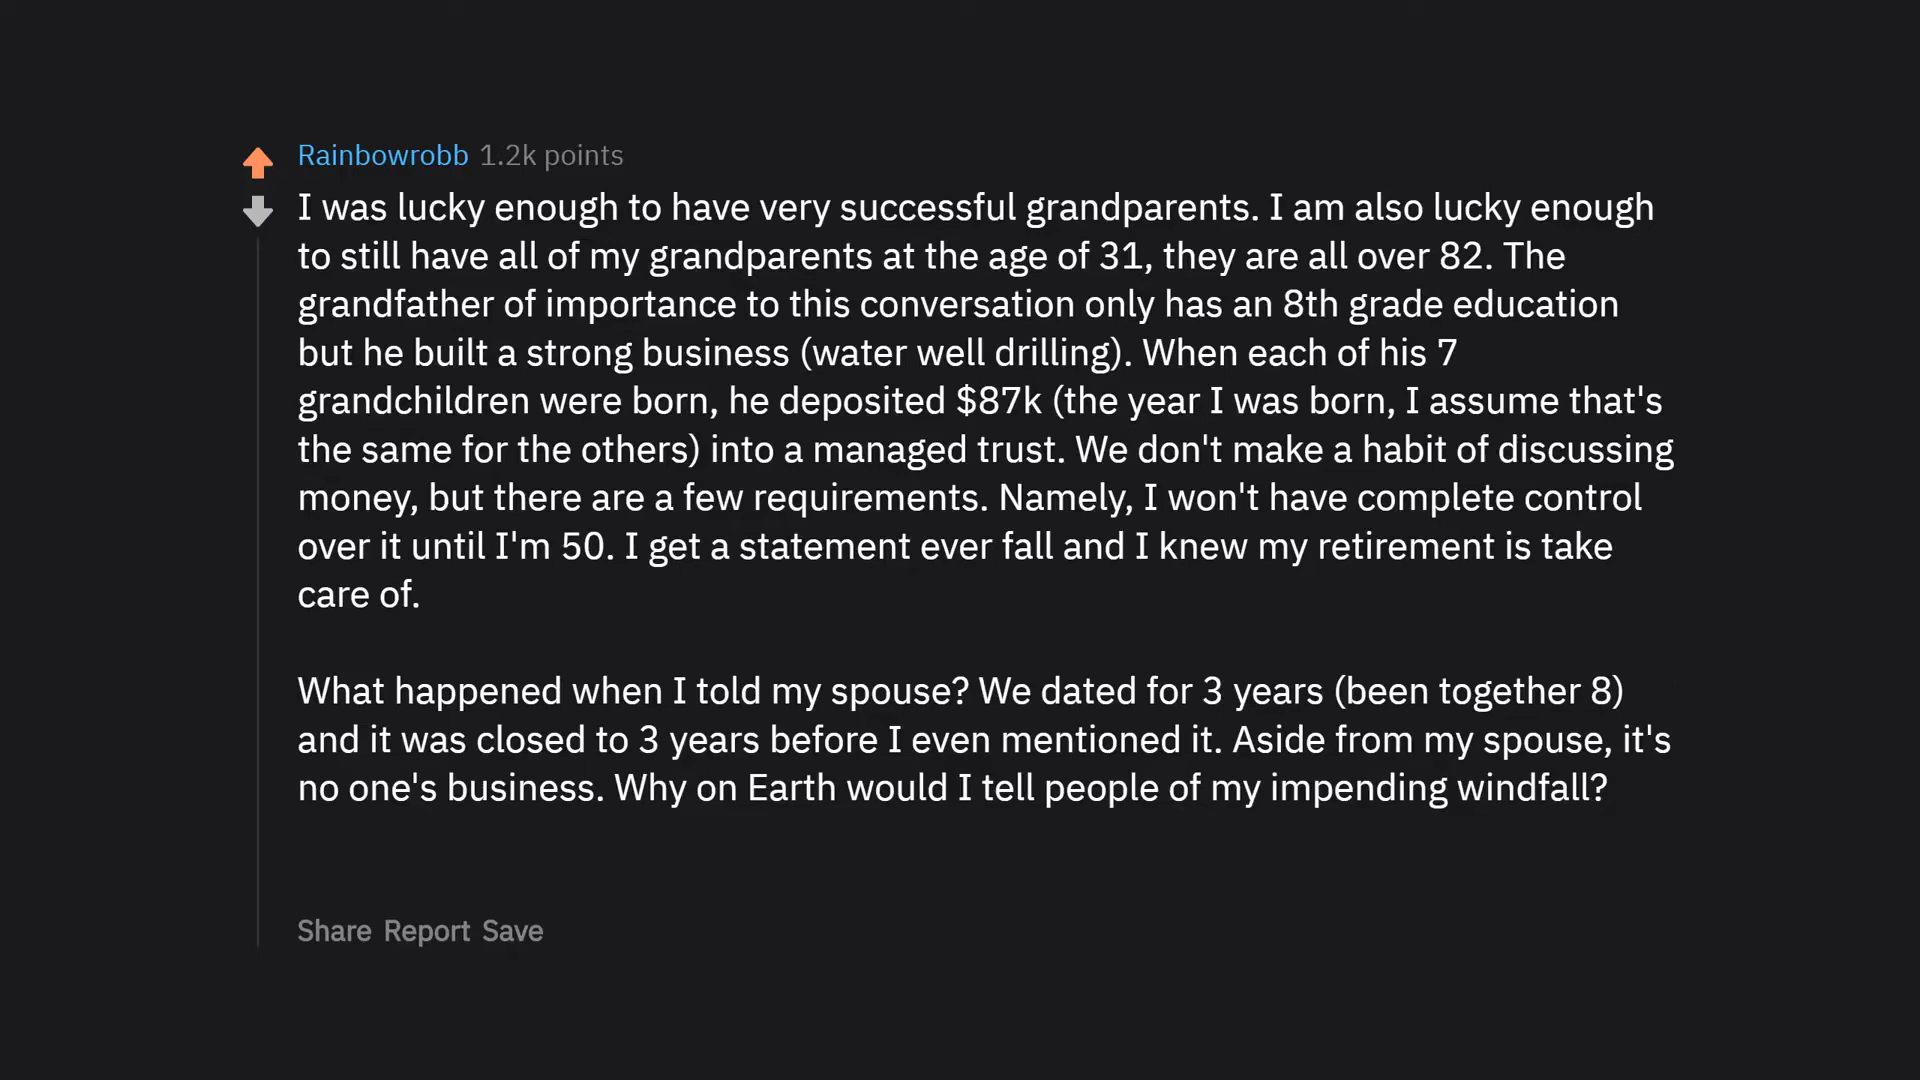 Rainbowrobb 1.2k points
I was lucky enough to have very successful grandparents. I am also lucky enough
to still have all of my grandparents at the age of 31, they are all over 82. The
grandfather of importance to this conversation only has an 8th grade education
but he built a strong business (water well drilling). When each of his 7
grandchildren were born, he deposited $87k (the year I was born, I assume that's
the same for the others) into a managed trust. We don't make a habit of discussing
money, but there are a few requirements. Namely, I won't have complete control
over it until I'm 50. I get a statement ever fall and I knew my retirement is take
care of.
What happened when I told my spouse? We dated for 3 years (been together 8)
and it was closed to 3 years before I even mentioned it. Aside from my spouse, it's
no one's business. Why on Earth would I tell people of my impending windfall?
Share Report Save